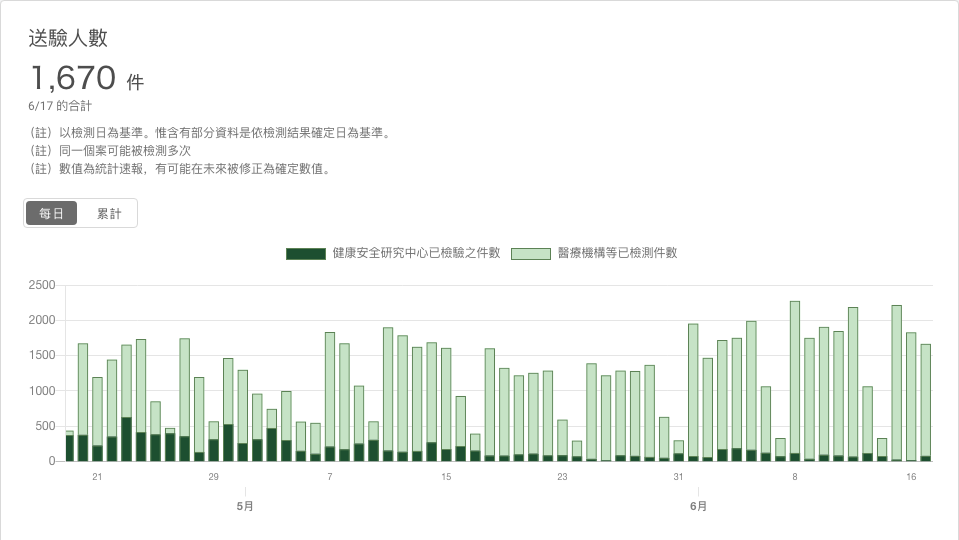 送驗人數
1,670 件
6/17 的合計
（註）以檢測日為基準。惟含有部分資料是依檢測結果確定日為基準。
（註）同一個案可能被檢測多次
（註）數值為統計速報，有可能在未來被修正為確定數值。
每日 累計
健康安全研究中心已檢驗之件數 醫療機構等已檢測件數
2500
2000
1500
1000
500
0
21 29 7 15 23 31 8 16
5月 6月